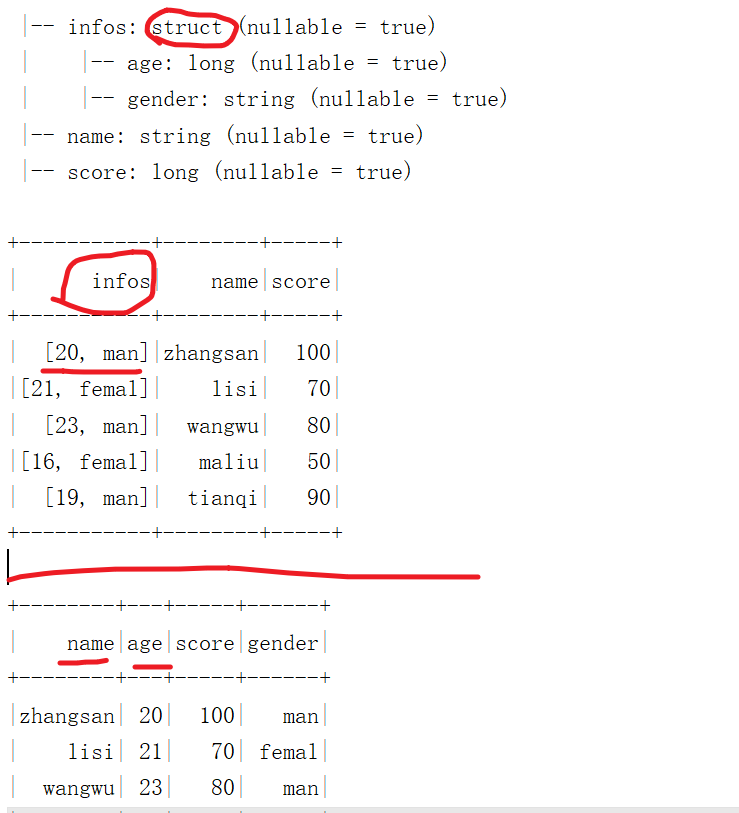 |-- infos: struct (nullable = true)
|    |-- age: long (nullable = true)
|    |-- gender: string (nullable = true)
|-- name: string (nullable = true)
|-- score: long (nullable = true)
+-----------+--------+-----+
|      infos|    name|score|
+-----------+--------+-----+
|  [20, man]|zhangsan|  100|
|[21, femal]|    lisi|   70|
|  [23, man]|  wangwu|   80|
|[16, femal]|   maliu|   50|
|  [19, man]|  tianqi|   90|
+-----------+--------+-----+
+--------+---+-----+------+
|    name|age|score|gender|
+--------+---+-----+------+
|zhangsan| 20|  100|   man|
|    lisi| 21|   70| femal|
|  wangwu| 23|   80|   man|